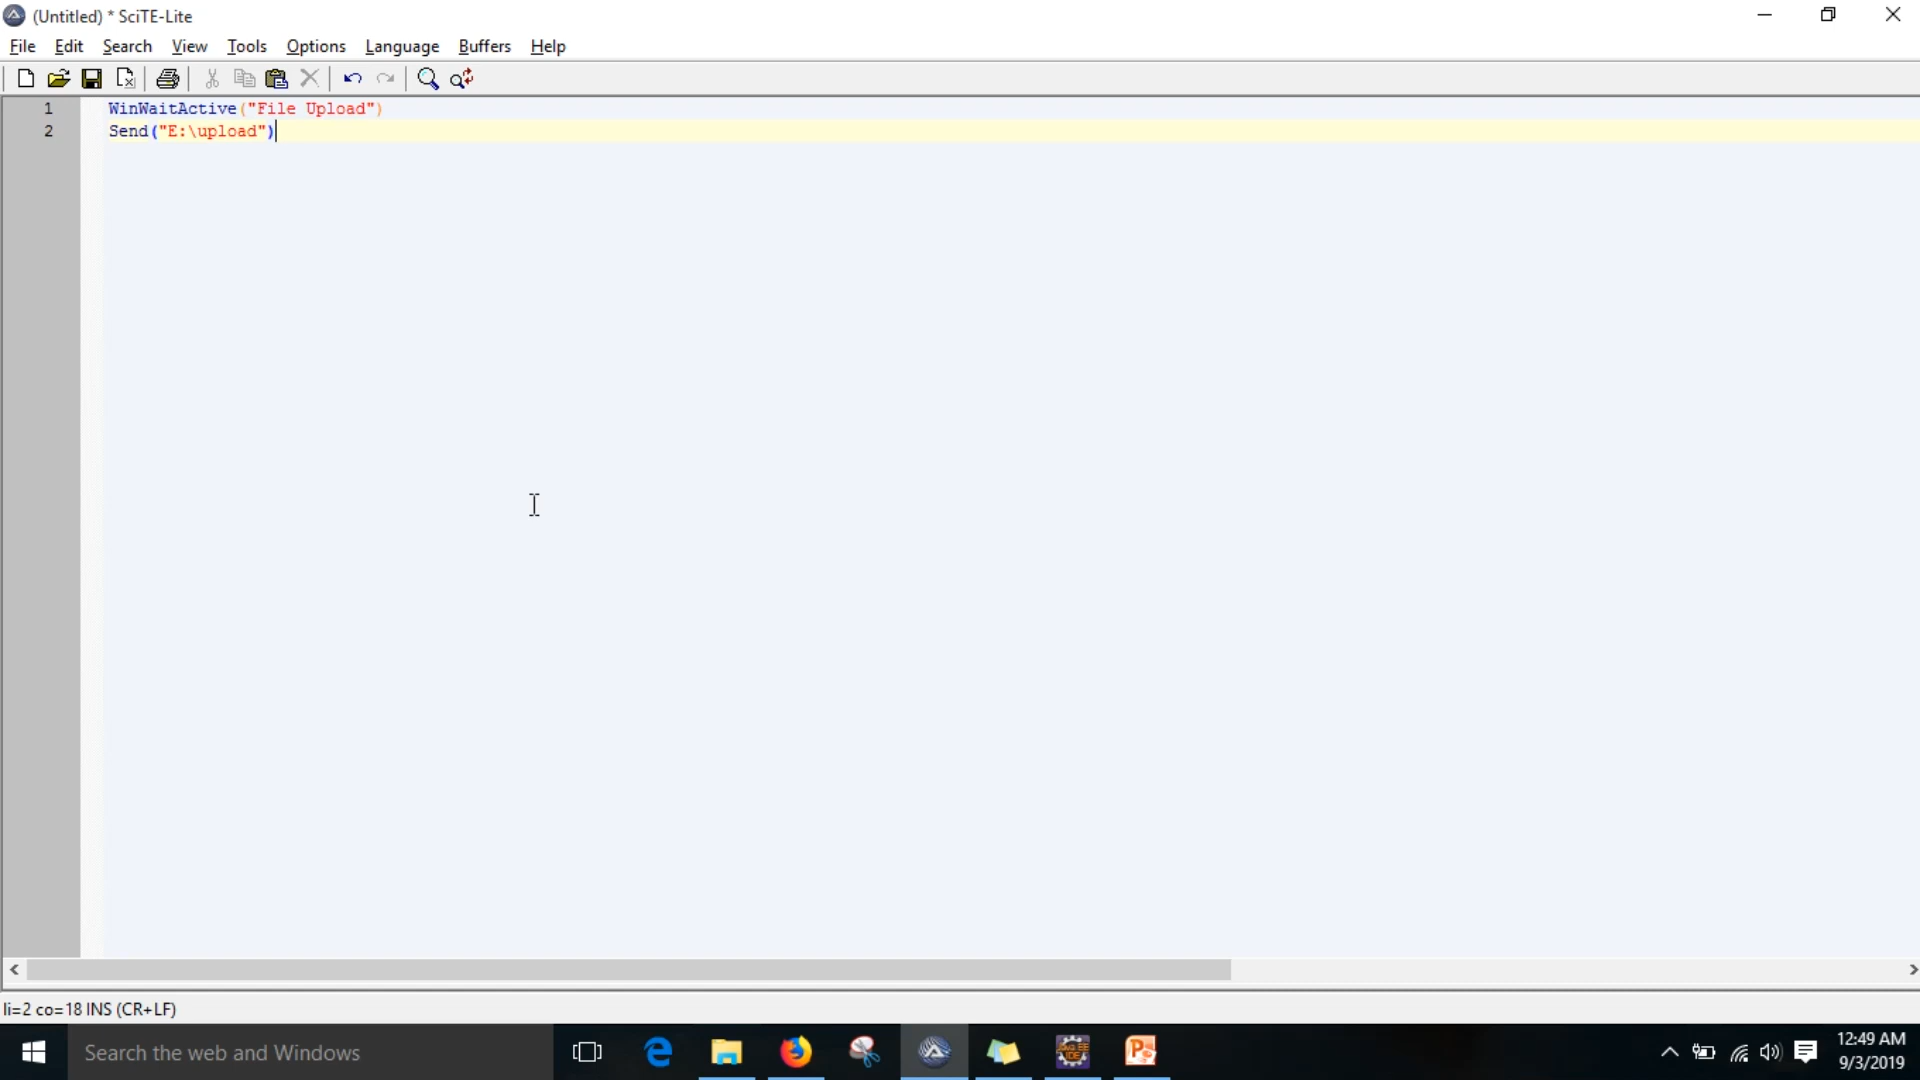 (Untitled) * SciTE-Lite
File Edit Search View Tools Options Language Buffers Help
1 WinWaitActive("File Upload")
2 Send("E:\upload")
li=2 co=18 INS (CR+LF)
Search the web and Windows
12:49 AM
9/3/2019